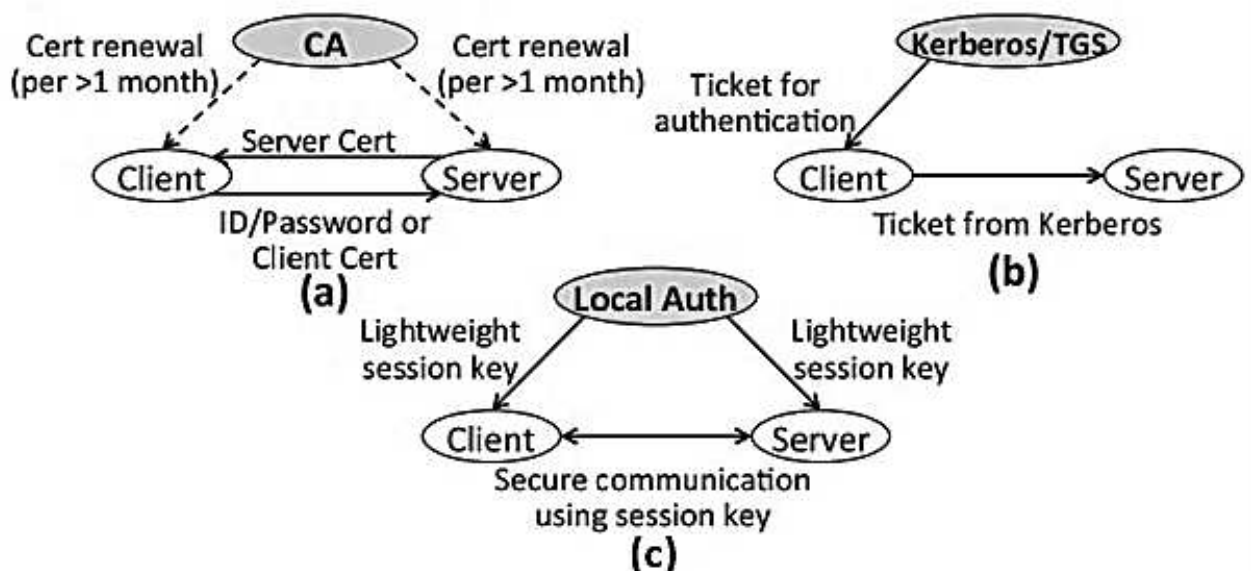 CA
Cert renewal
(per >1 month)
Cert renewal
(per >1 month)
Server Cert
Client
Server
ID/Password or
Client Cert
(a)
Kerberos/TGS
Ticket for
authentication
Client
Server
Ticket from Kerberos
(b)
Local Auth
Lightweight
session key
Lightweight
session key
Client
Server
Secure communication
using session key
(c)